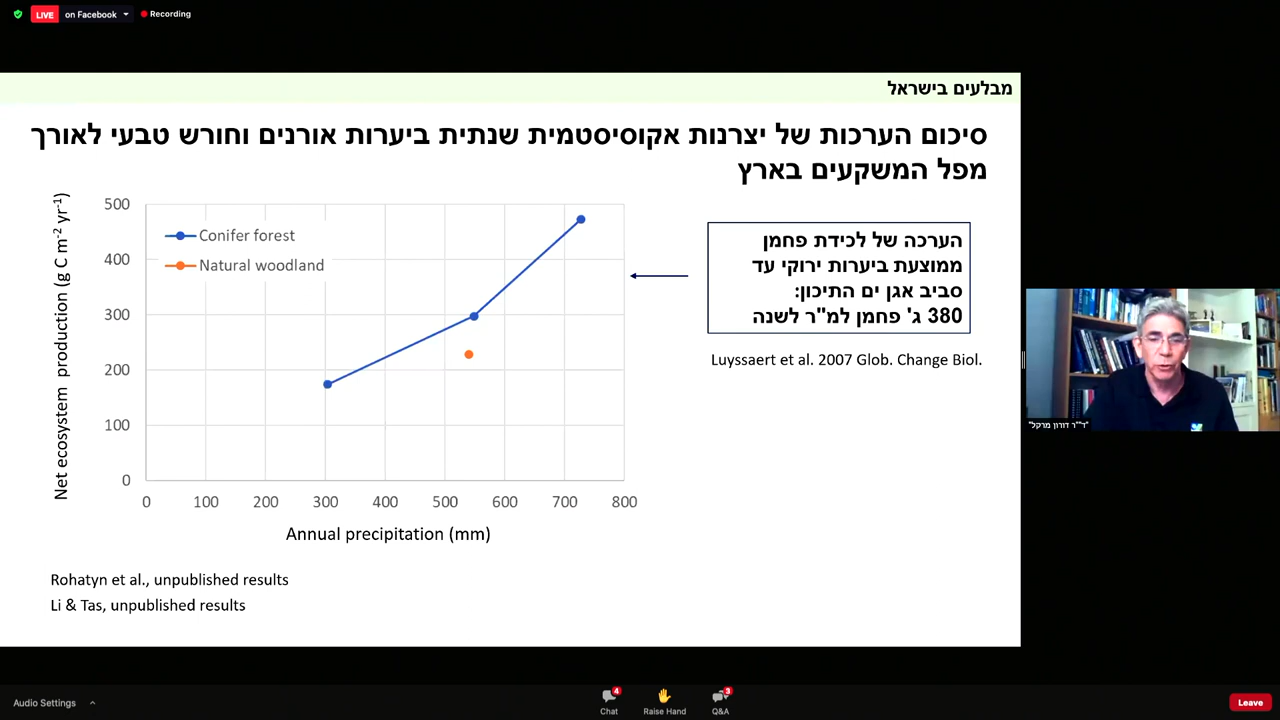 LIVE on Facebook Recording
מבלעים בישראל
סיכום הערכות של יצרנות אקוסיסטמית שנתית ביערות אורנים וחורש טבעי לאורך
מפל המשקעים בארץ
Net ecosystem production (g C m-2 yr-1)
500
400
300
200
100
0
Conifer forest
Natural woodland
0 100 200 300 400 500 600 700 800
Annual precipitation (mm)
הערכה של לכידת פחמן
ממוצעת ביערות ירוקי עד
סביב אגן ים התיכון:
380 ג' פחמן למ"ר לשנה
Luyssaert et al. 2007 Glob. Change Biol.
"ד""ר דורון מרקל"
Rohatyn et al., unpublished results
Li & Tas, unpublished results
Audio Settings
4
Chat
Raise Hand
3
Q&A
Leave